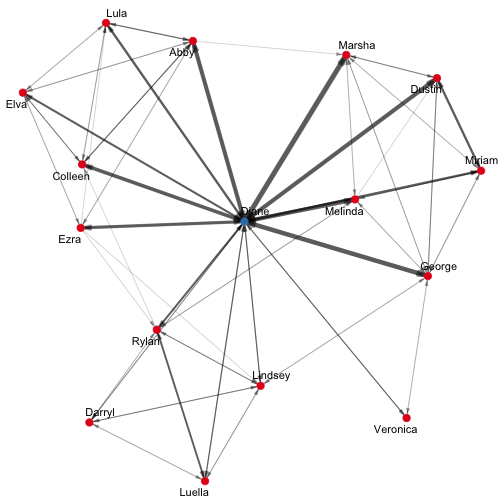 Lula
Abby
Marsha
Elva
Dustin
Colleen
Miriam
Ezra
Diane
Melinda
George
Rylan
Lindsey
Darryl
Veronica
Luella